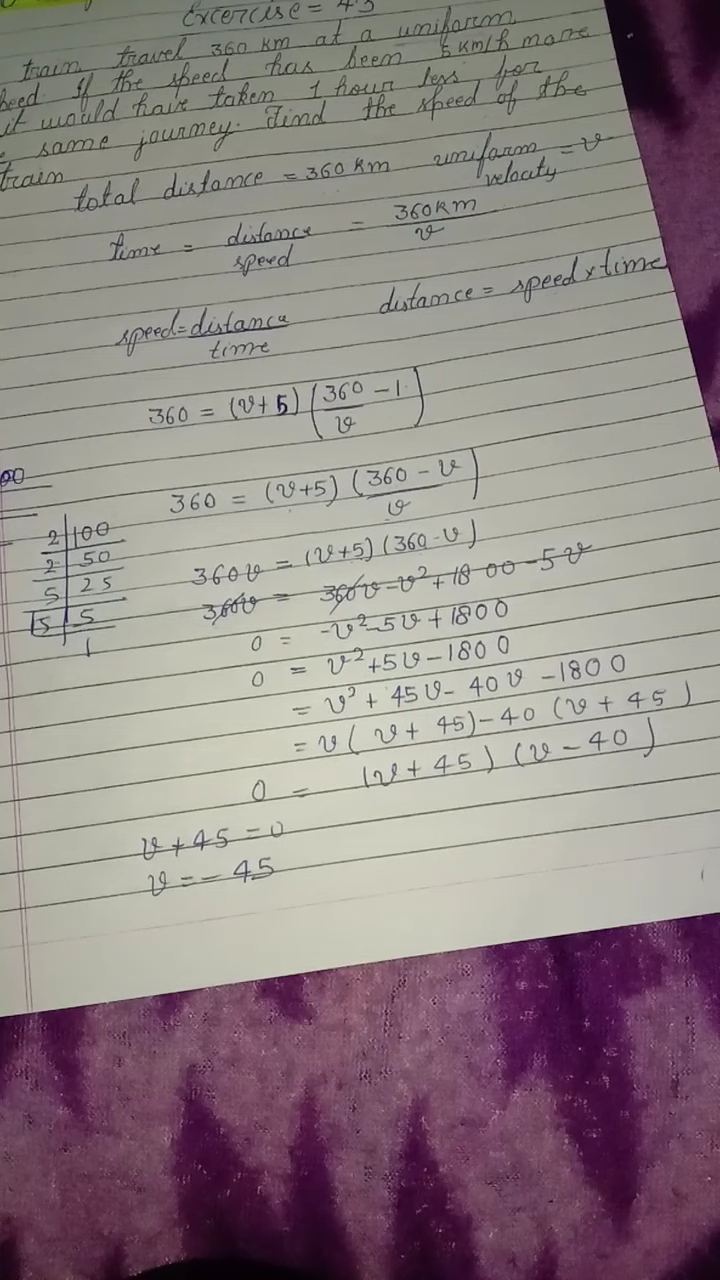 Excercise = 4.3
train travel 360 km at a uniform
If the speed has been 5 km/h more
it would have taken 1 hour less for
same journey. Find the speed of the
train
total distance = 360 km uniform velocity = v
time = distance/speed = 360km/v
speed = distance/time distance = speed × time
360 = (v+5) (360/v - 1)
360 = (v+5) (360 - v/v)
360v = (v+5) (360-v)
360v = 360v - v² + 1800 - 5v
0 = -v² - 5v + 1800
0 = v² + 5v - 1800
= v² + 45v - 40v - 1800
= v ( v + 45) - 40 (v + 45)
0 = (v + 45) (v - 40)
v + 45 = 0
v = - 45
00
2 | 100
2 | 50
5 | 25
5 | 5
1